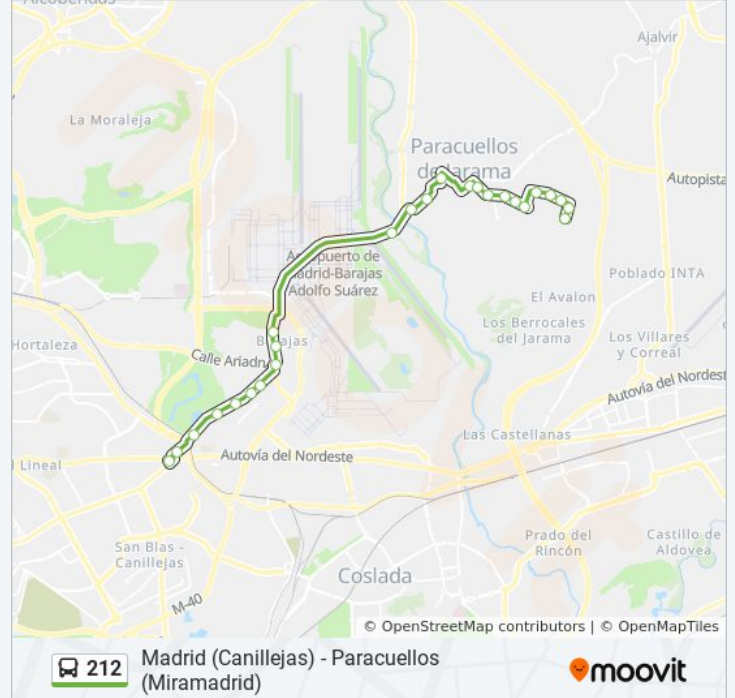 Alcobendas
Ajalvir
La Moraleja
Paracuellos
de Jarama
Autopista
Aeropuerto de
Madrid-Barajas
Adolfo Suárez
Poblado INTA
El Avalon
Los Berrocales
del Jarama
Los Villares
y Correal
Hortaleza
Barajas
Calle Ariadn
Autovía del Nordest
Las Castellanas
l Lineal
Autovía del Nordeste
San Blas -
Canillejas
Prado del
Rincón
Castillo de
Aldovea
Coslada
M-40
© OpenStreetMap contributors | © OpenMapTiles
212
Madrid (Canillejas) - Paracuellos
(Miramadrid)
moovit